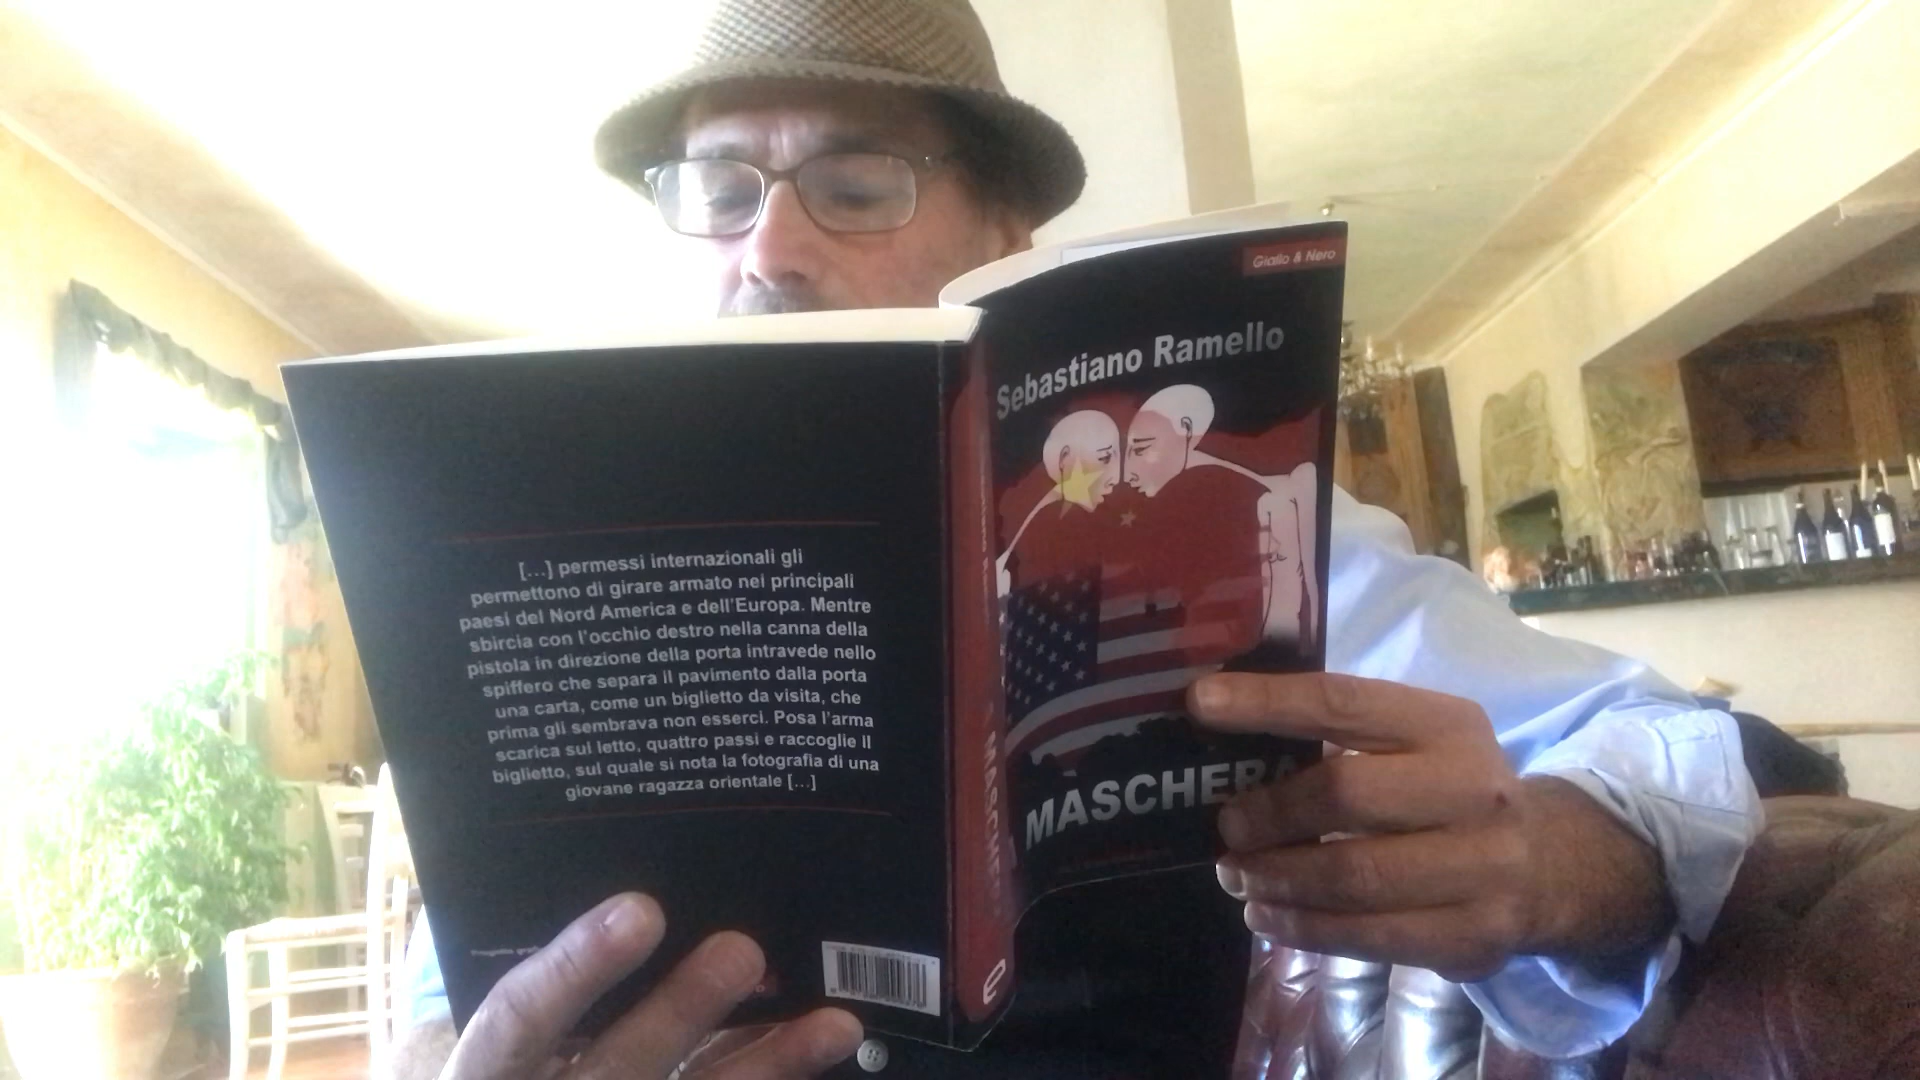 [...] permessi internazionali gli
permettono di girare armato nei principali
paesi del Nord America e dell'Europa. Mentre
sbircia con l'occhio destro nella canna della
pistola in direzione della porta intravede nello
spiffero che separa il pavimento dalla porta
una carta, come un biglietto da visita, che
prima gli sembrava non esserci. Posa l'arma
scarica sul letto, quattro passi e raccoglie il
biglietto, sul quale si nota la fotografia di una
giovane ragazza orientale [...]
Giallo & Nero
Sebastiano Ramello
MASCHERA